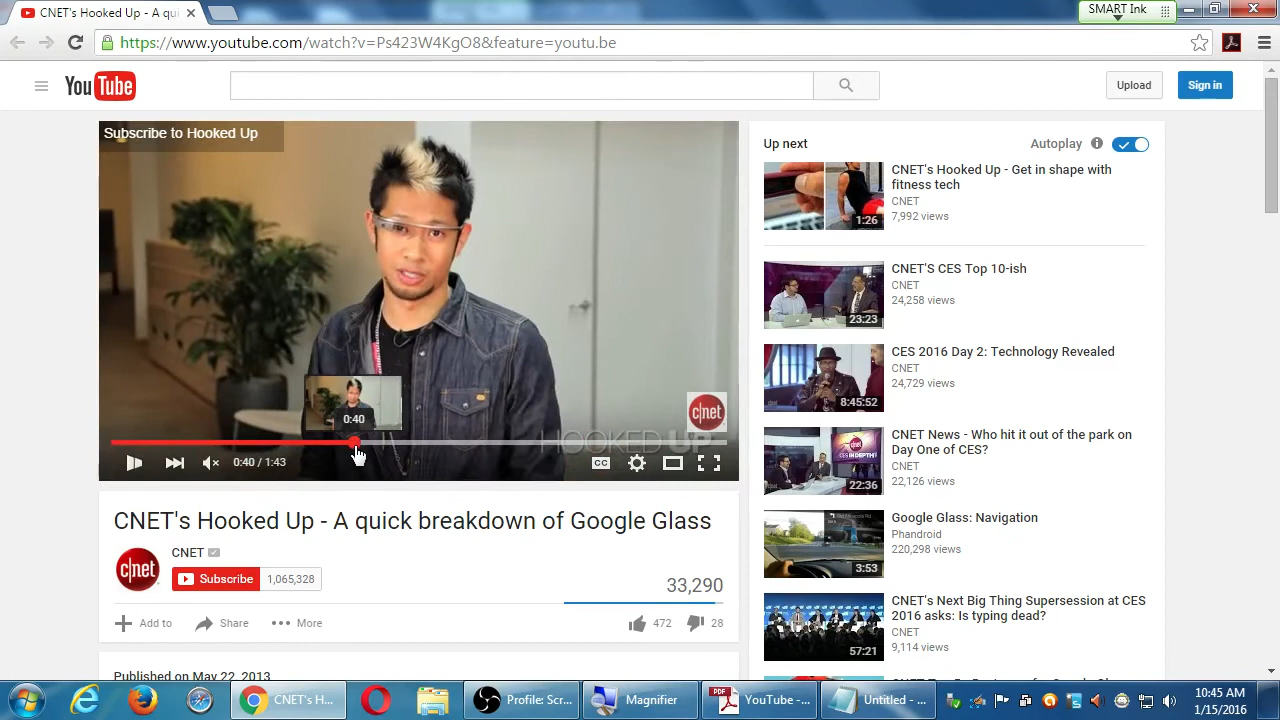 CNET's Hooked Up - A qui
SMART Ink
https://www.youtube.com/watch?v=Ps423W4KgO8&feature=youtu.be
YouTube
Upload
Sign in
Subscribe to Hooked Up
c|net
HOOKED UP
0:40
0:40 / 1:43
CC
CNET's Hooked Up - A quick breakdown of Google Glass
c|net
CNET
Subscribe
1,065,328
33,290
Add to
Share
More
472
28
Published on May 22, 2013
Up next
Autoplay
1:26
CNET's Hooked Up - Get in shape with
fitness tech
CNET
7,992 views
23:23
CNET'S CES Top 10-ish
CNET
24,258 views
8:45:52
CES 2016 Day 2: Technology Revealed
CNET
24,729 views
22:36
CNET News - Who hit it out of the park on
Day One of CES?
CNET
22,126 views
3:53
Google Glass: Navigation
Phandroid
220,298 views
57:21
CNET's Next Big Thing Supersession at CES
2016 asks: Is typing dead?
CNET
9,114 views
CNET's H...
Profile: Scr...
Magnifier
PDF
YouTube -...
Untitled - ...
10:45 AM
1/15/2016